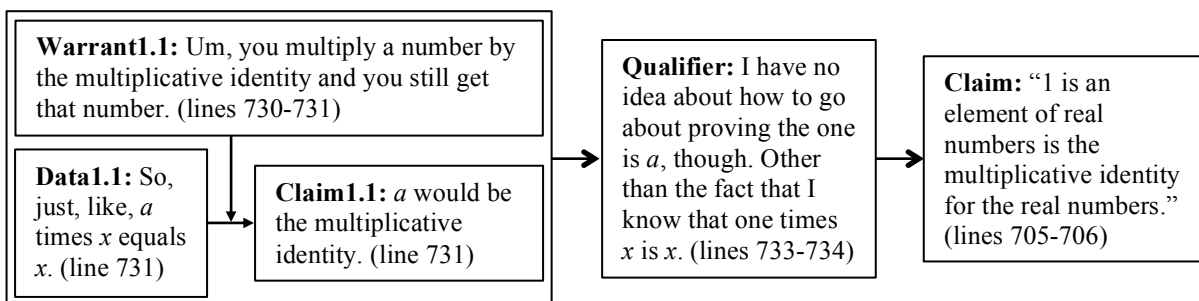 Warrant1.1: Um, you multiply a number by
the multiplicative identity and you still get
that number. (lines 730-731)
Data1.1: So,
just, like, a
times x equals
x. (line 731)
Claim1.1: a would be
the multiplicative
identity. (line 731)
Qualifier: I have no
idea about how to go
about proving the one
is a, though. Other
than the fact that I
know that one times
x is x. (lines 733-734)
Claim: “1 is an
element of real
numbers is the
multiplicative identity
for the real numbers.”
(lines 705-706)